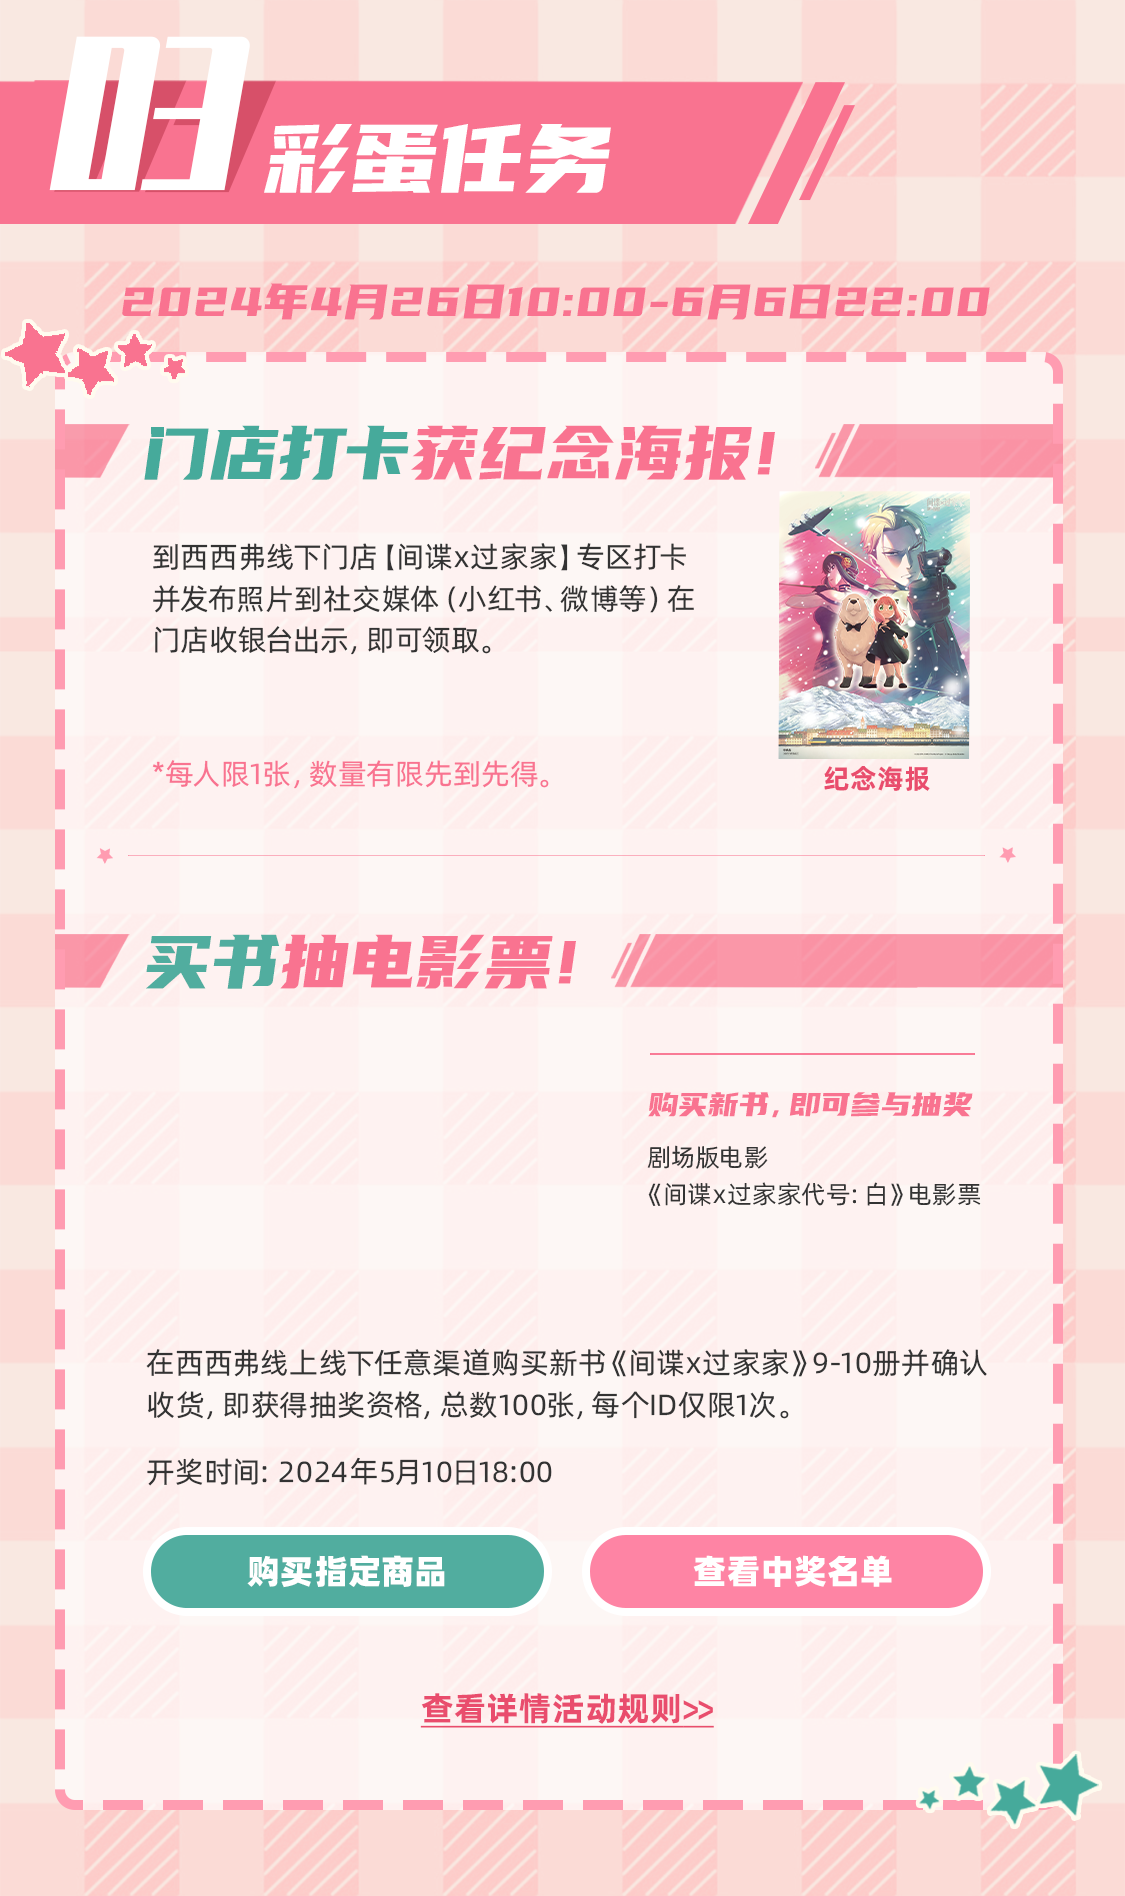 03
彩蛋任务
2024年4月26日10:00-6月6日22:00
门店打卡获纪念海报!
到西西弗线下门店【间谍x过家家】专区打卡
并发布照片到社交媒体(小红书、微博等)在
门店收银台出示, 即可领取。
*每人限1张, 数量有限先到先得。
纪念海报
买书抽电影票!
购买新书, 即可参与抽奖
剧场版电影
《间谍x过家家代号: 白》电影票
在西西弗线上线下任意渠道购买新书《间谍x过家家》9-10册并确认
收货, 即获得抽奖资格, 总数100张, 每个ID仅限1次。
开奖时间: 2024年5月10日18:00
购买指定商品
查看中奖名单
查看详情活动规则>>